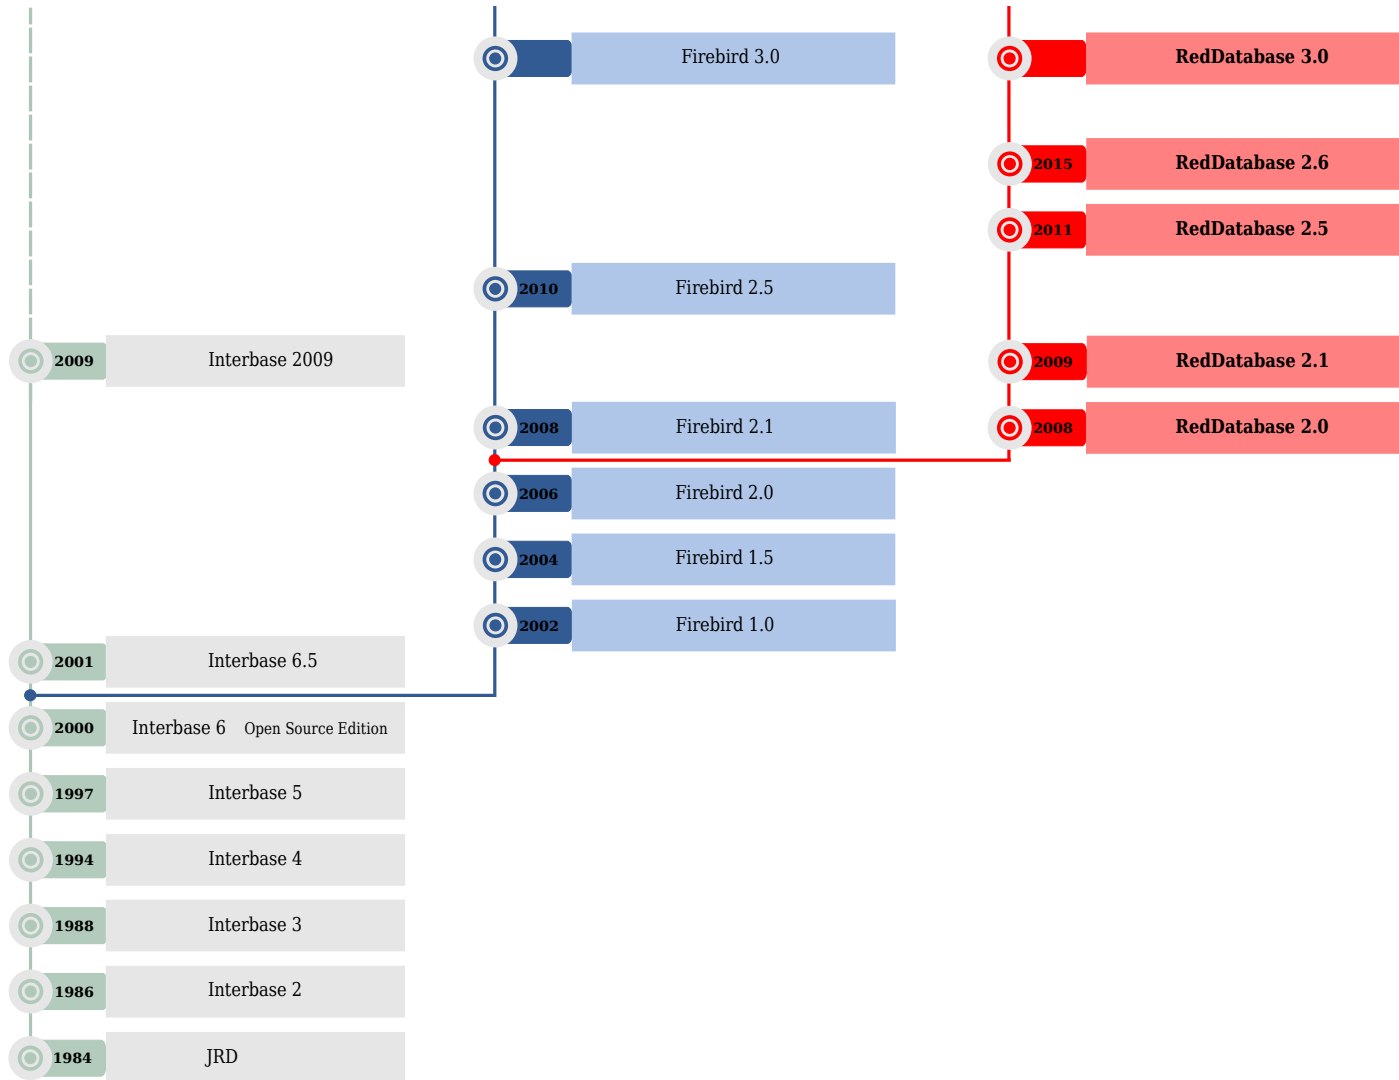 Firebird 3.0
RedDatabase 3.0
2015 RedDatabase 2.6
2011 RedDatabase 2.5
2010 Firebird 2.5
2009 Interbase 2009
2009 RedDatabase 2.1
2008 Firebird 2.1
2008 RedDatabase 2.0
2006 Firebird 2.0
2004 Firebird 1.5
2002 Firebird 1.0
2001 Interbase 6.5
2000 Interbase 6 Open Source Edition
1997 Interbase 5
1994 Interbase 4
1988 Interbase 3
1986 Interbase 2
1984 JRD